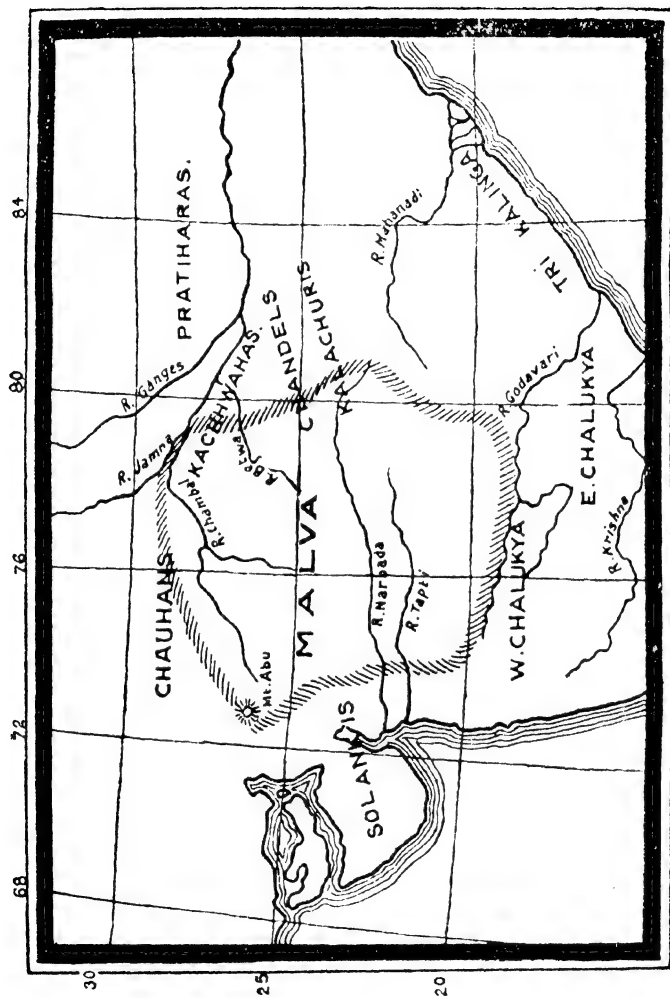 68
72
76
80
84
30
25
20
PRATIHARAS.
R. Ganges
R. Jamna
KACHHWAHAS.
CHAUHANS
R. Chambal
R. Betwa
CHANDELS
KALACHURIS
Mt. Abu
MALVA
R. Narbada
R. Tapti
SOLANKIS
R. Mahanadi
TRI KALINGA
R. Godavari
W. CHALUKYA
E. CHALUKYA
R. Krishna